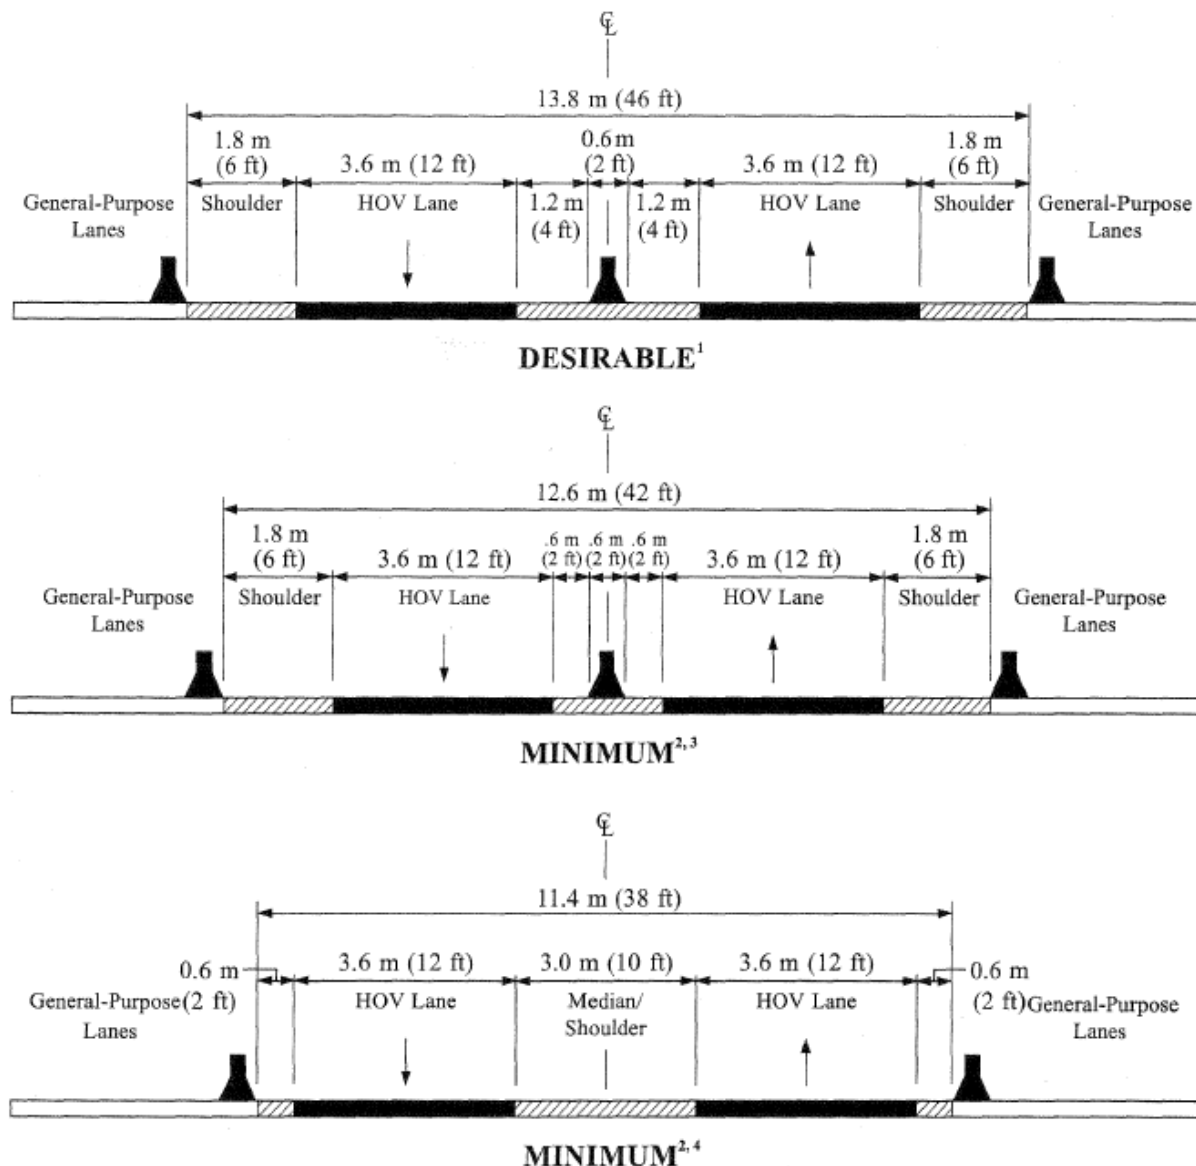 ℄
13.8 m (46 ft)
1.8 m
(6 ft)
3.6 m (12 ft)
0.6 m
(2 ft)
3.6 m (12 ft)
1.8 m
(6 ft)
General-Purpose
Lanes
Shoulder
HOV Lane
1.2 m
(4 ft)
1.2 m
(4 ft)
HOV Lane
Shoulder
General-Purpose
Lanes
DESIRABLE¹
℄
12.6 m (42 ft)
1.8 m
(6 ft)
3.6 m (12 ft)
.6 m
(2 ft)
.6 m
(2 ft)
.6 m
(2 ft)
3.6 m (12 ft)
1.8 m
(6 ft)
General-Purpose
Lanes
Shoulder
HOV Lane
HOV Lane
Shoulder
General-Purpose
Lanes
MINIMUM²,³
℄
11.4 m (38 ft)
0.6 m
(2 ft)
3.6 m (12 ft)
3.0 m (10 ft)
3.6 m (12 ft)
0.6 m
(2 ft)
General-Purpose
Lanes
HOV Lane
Median/
Shoulder
HOV Lane
General-Purpose
Lanes
MINIMUM²,⁴